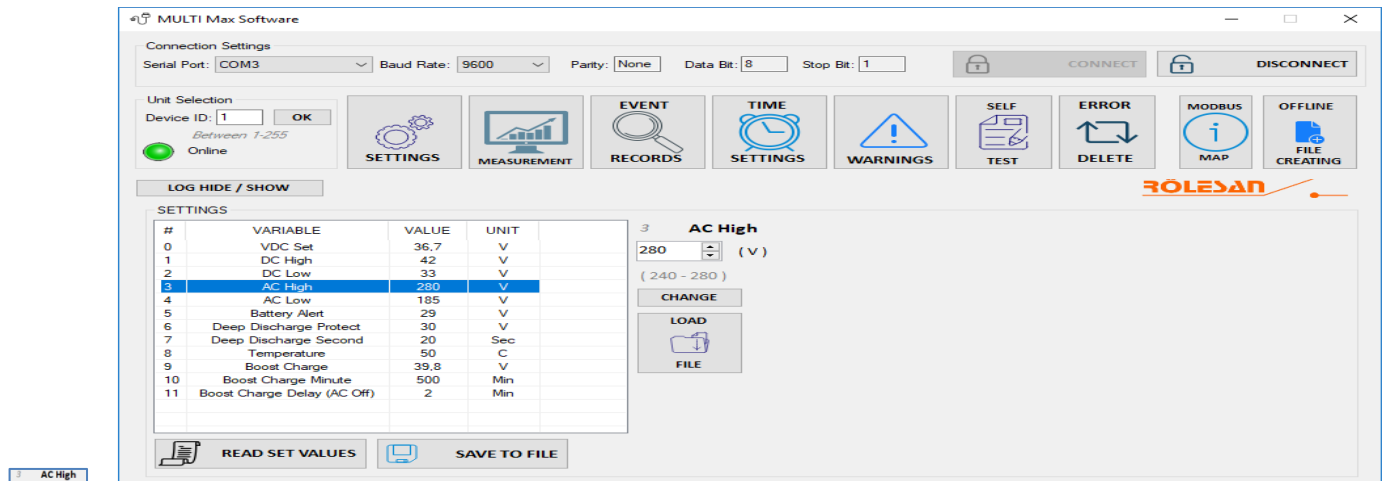 MULTI Max Software
Connection Settings
Serial Port: COM3 Baud Rate: 9600 Parity: None Data Bit: 8 Stop Bit: 1 CONNECT DISCONNECT
Unit Selection
Device ID: 1 OK
Between 1-255
Online
SETTINGS
MEASUREMENT
EVENT
RECORDS
TIME
SETTINGS
WARNINGS
SELF
TEST
ERROR
DELETE
MODBUS
i
MAP
OFFLINE
FILE
CREATING
LOG HIDE / SHOW
RÖLESAN
SETTINGS
# VARIABLE VALUE UNIT
0 VDC Set 36,7 V
1 DC High 42 V
2 DC Low 33 V
3 AC High 280 V
4 AC Low 185 V
5 Battery Alert 29 V
6 Deep Discharge Protect 30 V
7 Deep Discharge Second 20 Sec
8 Temperature 50 C
9 Boost Charge 39,8 V
10 Boost Charge Minute 500 Min
11 Boost Charge Delay (AC Off) 2 Min
3 AC High
280 ( V )
( 240 - 280 )
CHANGE
LOAD
FILE
READ SET VALUES
SAVE TO FILE
3 AC High